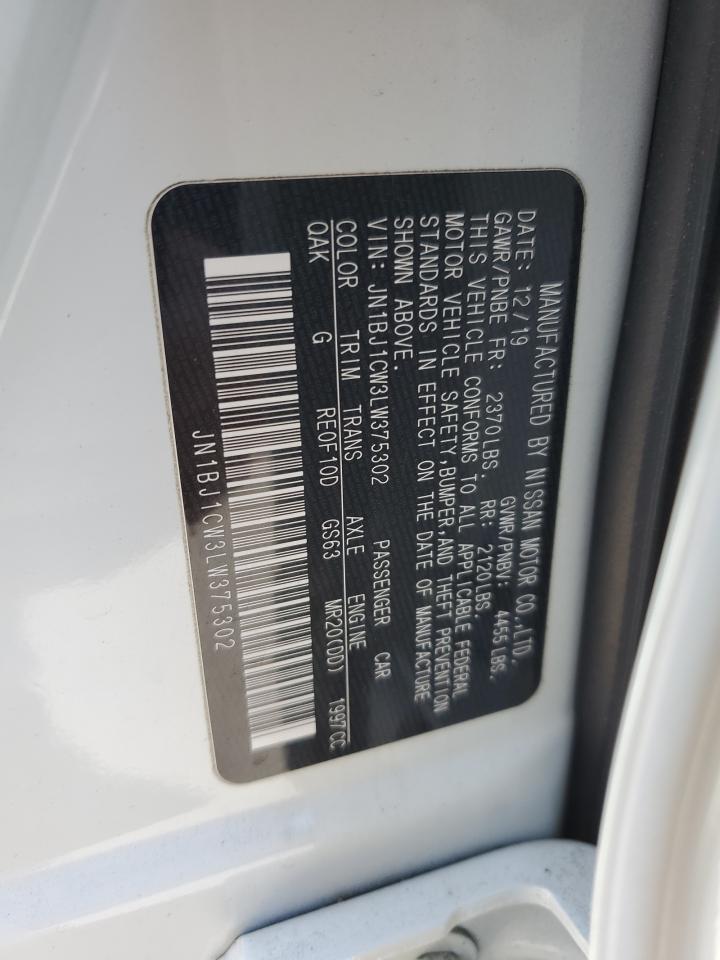 MANUFACTURED BY NISSAN MOTOR CO.,LTD.
DATE: 12/19 GVWR/PNBV: 4455LBS.
GAWR/PNBE FR: 2370LBS. RR: 2120LBS.
THIS VEHICLE CONFORMS TO ALL APPLICABLE FEDERAL
MOTOR VEHICLE SAFETY,BUMPER,AND THEFT PREVENTION
STANDARDS IN EFFECT ON THE DATE OF MANUFACTURE
SHOWN ABOVE.
VIN: JN1BJ1CW3LW375302 PASSENGER CAR
COLOR TRIM TRANS AXLE ENGINE
QAK G RE0F10D GS63 MR20(DD) 1997CC
JN1BJ1CW3LW375302